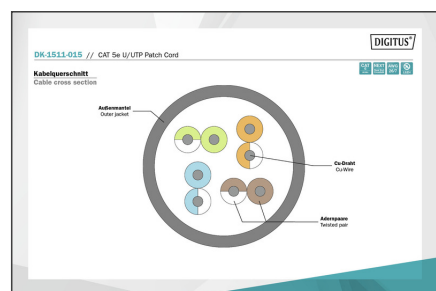 DIGITUS®
DK-1511-015 // CAT 5e U/UTP Patch Cord
Kabelquerschnitt
Cable cross section
Außenmantel
Outer jacket
Cu-Draht
Cu-Wire
Adernpaare
Twisted pair